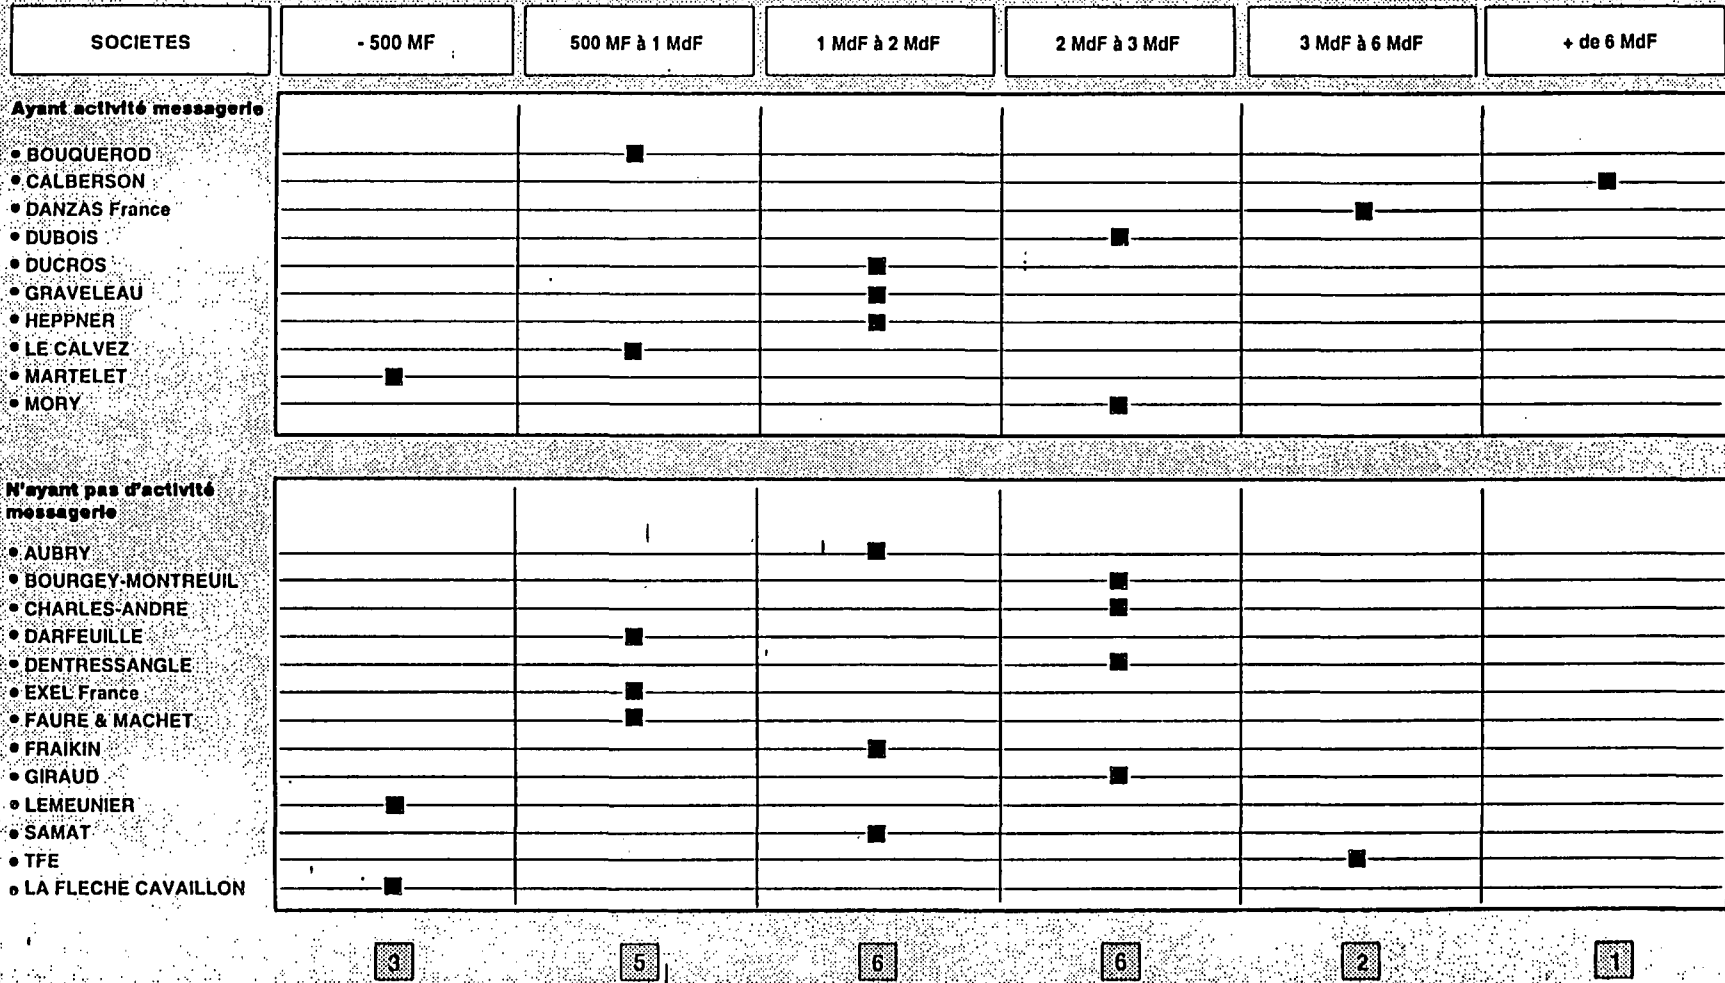 SOCIETES - 500 MF 500 MF à 1 MdF 1 MdF à 2 MdF 2 MdF à 3 MdF 3 MdF à 6 MdF + de 6 MdF
Ayant activité messagerie
• BOUQUEROD
• CALBERSON
• DANZAS France
• DUBOIS
• DUCROS
• GRAVELEAU
• HEPPNER
• LE CALVEZ
• MARTELET
• MORY
N'ayant pas d'activité
messagerie
• AUBRY
• BOURGEY-MONTREUIL
• CHARLES-ANDRE
• DARFEUILLE
• DENTRESSANGLE
• EXEL France
• FAURE & MACHET
• FRAIKIN
• GIRAUD
• LEMEUNIER
• SAMAT
• TFE
• LA FLECHE CAVAILLON
3 5 6 6 2 1